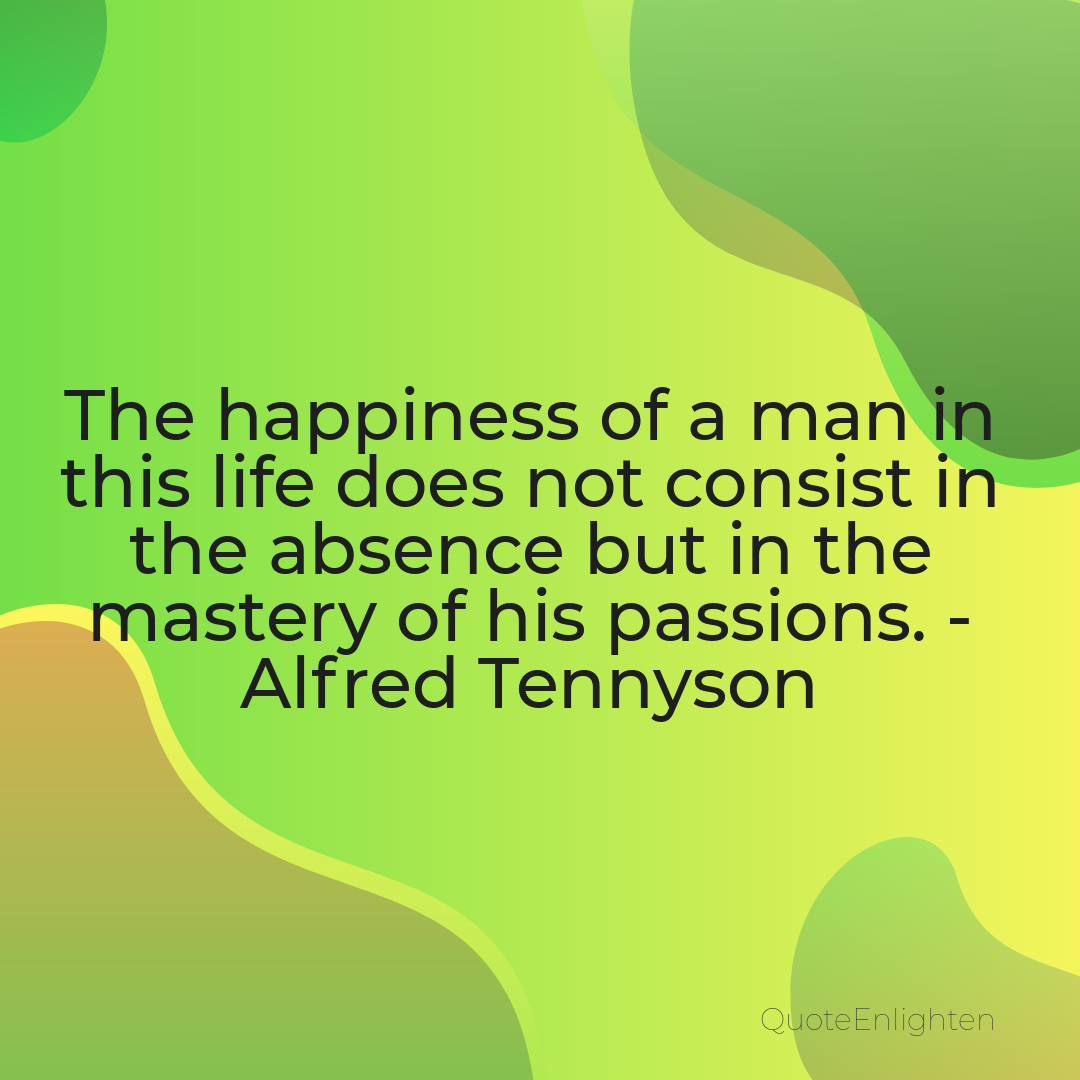 The happiness of a man in
this life does not consist in
the absence but in the
mastery of his passions. -
Alfred Tennyson
QuoteEnlighten